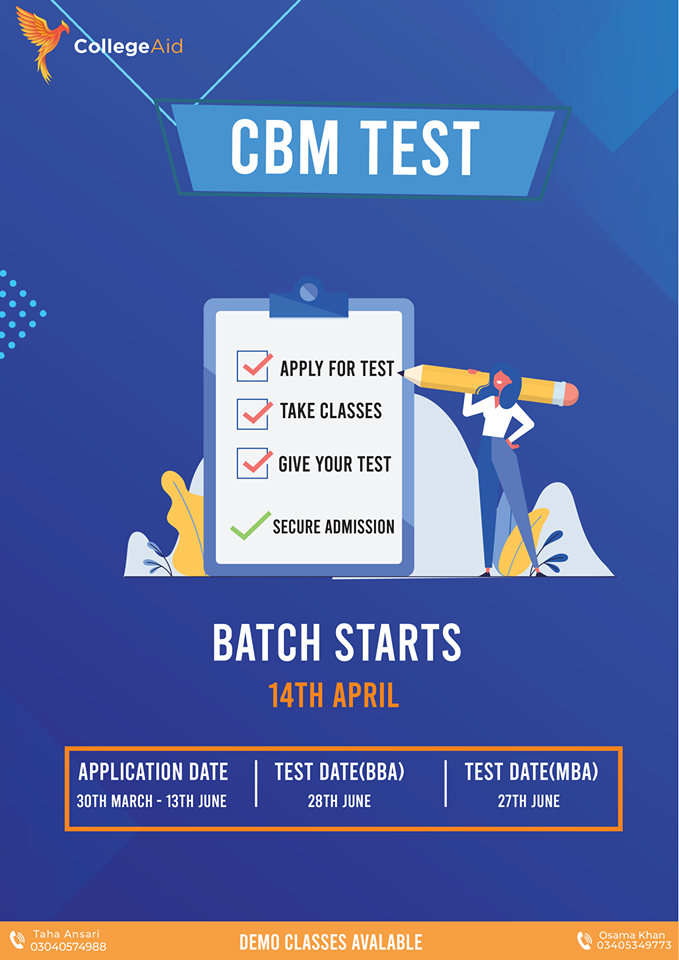 CollegeAid
CBM TEST
APPLY FOR TEST
TAKE CLASSES
GIVE YOUR TEST
SECURE ADMISSION
BATCH STARTS
14TH APRIL
APPLICATION DATE
30TH MARCH - 13TH JUNE
TEST DATE(BBA)
28TH JUNE
TEST DATE(MBA)
27TH JUNE
Taha Ansari
03040574988
DEMO CLASSES AVALABLE
Osama Khan
03405349773